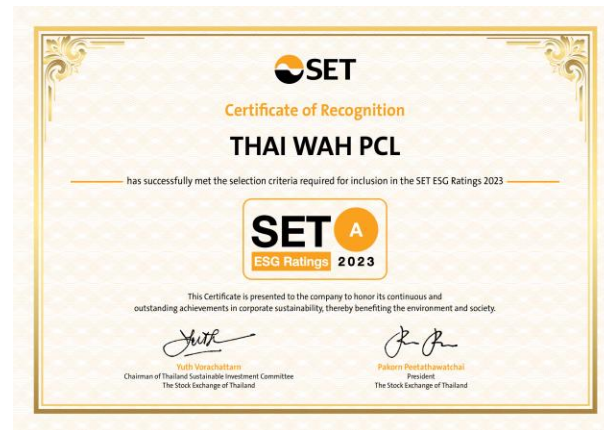 SET
Certificate of Recognition
THAI WAH PCL
has successfully met the selection criteria required for inclusion in the SET ESG Ratings 2023
SET A
ESG Ratings 2023
This Certificate is presented to the company to honor its continuous and
outstanding achievements in corporate sustainability, thereby benefiting the environment and society.
Yuth Vorachattarn
Chairman of Thailand Sustainable Investment Committee
The Stock Exchange of Thailand
Pakorn Peetathawatchai
President
The Stock Exchange of Thailand